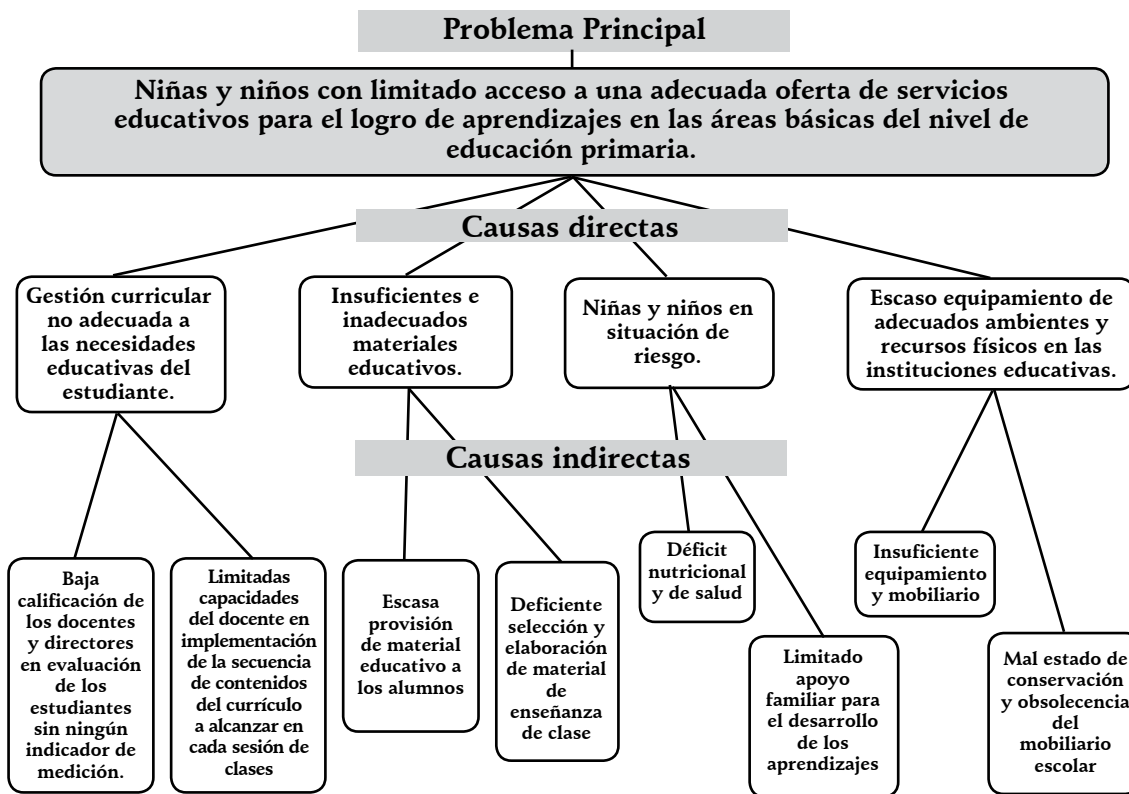 Problema Principal
Niñas y niños con limitado acceso a una adecuada oferta de servicios
educativos para el logro de aprendizajes en las áreas básicas del nivel de
educación primaria.
Causas directas
Gestión curricular
no adecuada a
las necesidades
educativas del
estudiante.
Insuficientes e
inadecuados
materiales
educativos.
Niñas y niños en
situación de
riesgo.
Escaso equipamiento de
adecuados ambientes y
recursos físicos en las
instituciones educativas.
Causas indirectas
Baja
calificación de
los docentes
y directores
en evaluación
de los
estudiantes
sin ningún
indicador de
medición.
Limitadas
capacidades
del docente en
implementación
de la secuencia
de contenidos
del currículo
a alcanzar en
cada sesión de
clases
Escasa
provisión
de material
educativo a
los alumnos
Deficiente
selección y
elaboración
de material
de
enseñanza
de clase
Déficit
nutricional
y de salud
Limitado
apoyo
familiar para
el desarrollo
de los
aprendizajes
Insuficiente
equipamiento
y mobiliario
Mal estado de
conservación
y obsolecencia
del
mobiliario
escolar